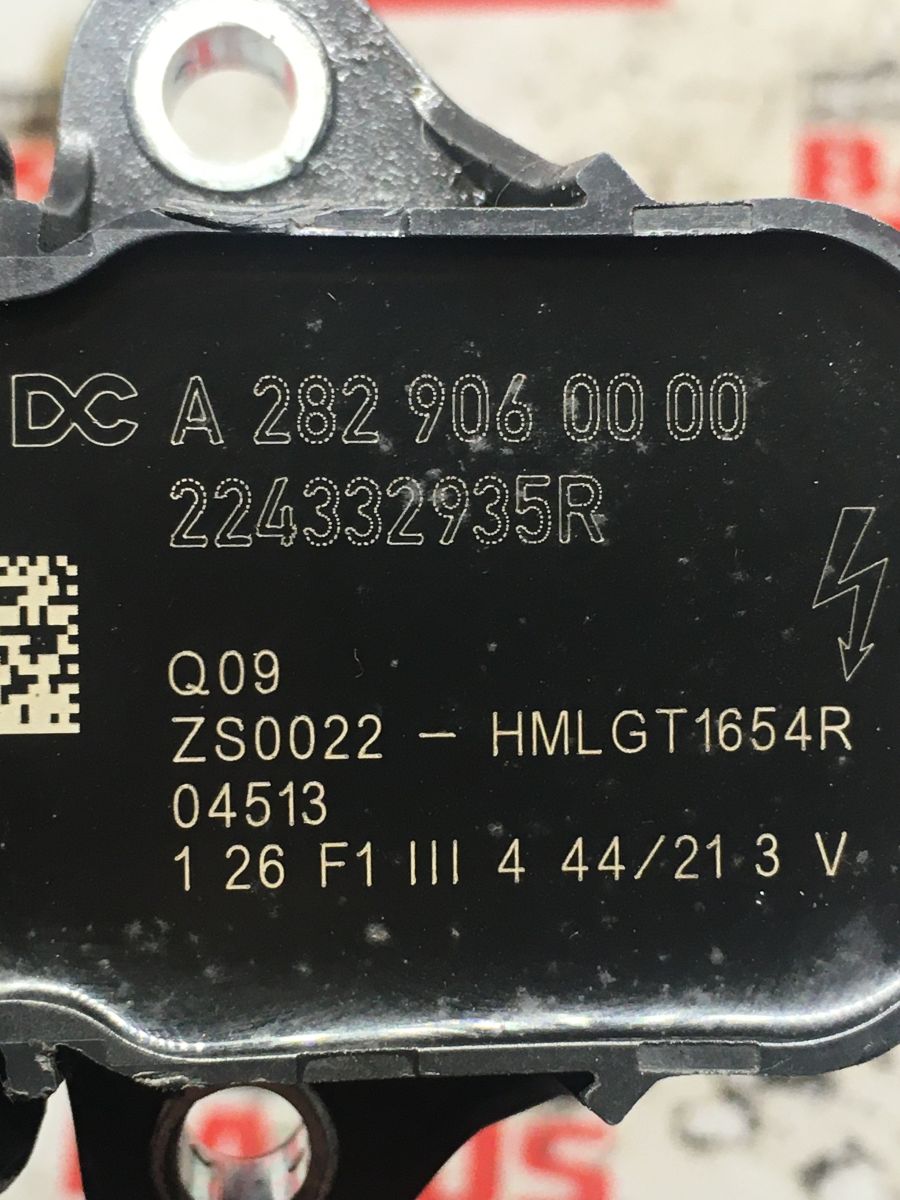 DC A 282 906 00 00
224332935R
Q09
ZS0022 - HMLGT1654R
04513
1 26 F1 III 4 44/21 3 V